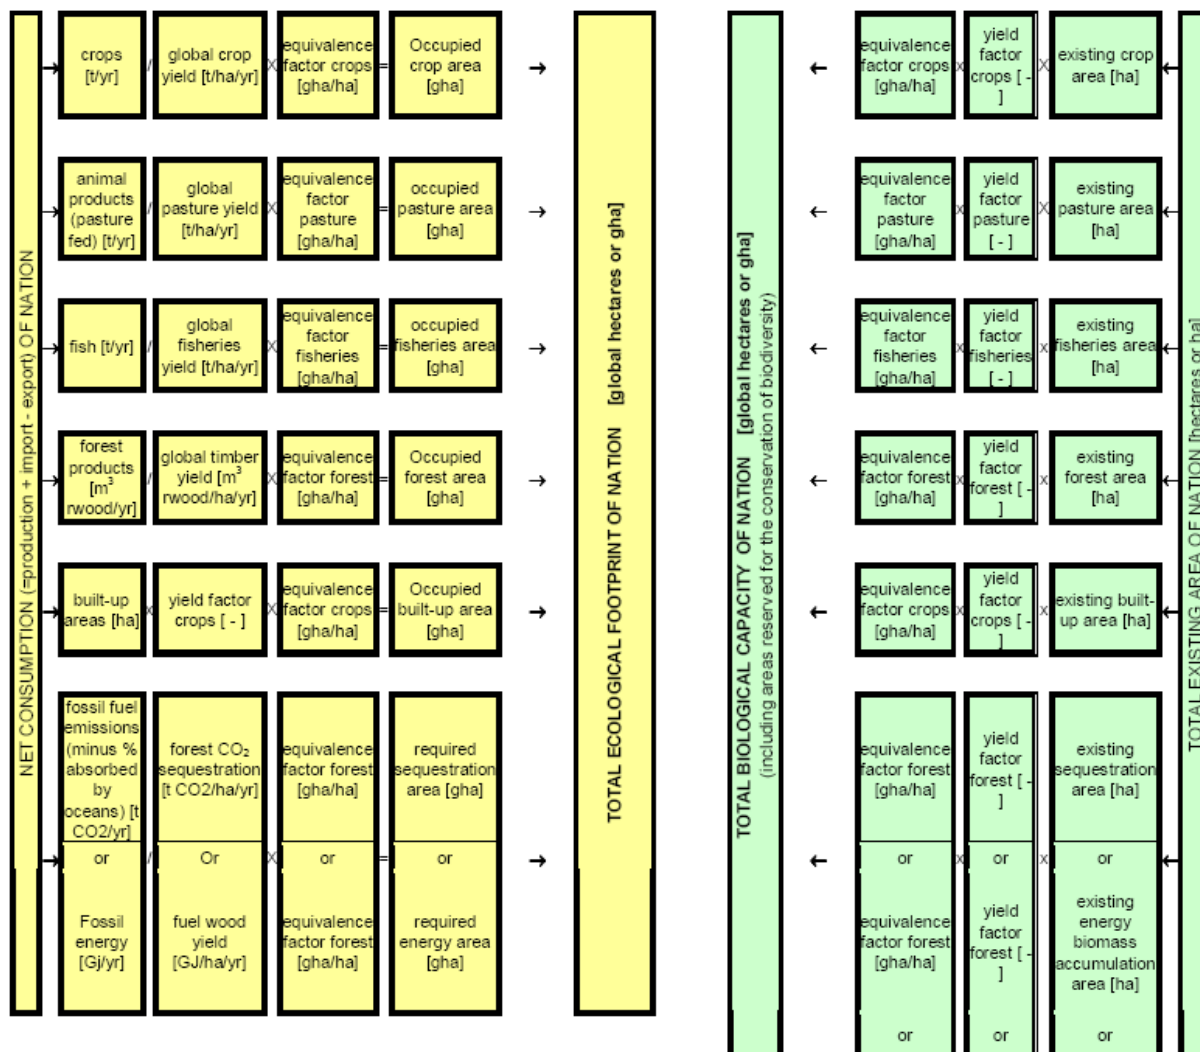 NET CONSUMPTION (=production + import - export) OF NATION
crops
[t/yr]
/
global crop
yield [t/ha/yr]
X
equivalence
factor crops
[gha/ha]
=
Occupied
crop area
[gha]
→
animal
products
(pasture
fed) [t/yr]
/
global
pasture yield
[t/ha/yr]
X
equivalence
factor
pasture
[gha/ha]
=
occupied
pasture area
[gha]
→
fish [t/yr]
/
global
fisheries
yield [t/ha/yr]
X
equivalence
factor
fisheries
[gha/ha]
=
occupied
fisheries area
[gha]
→
forest
products
[m³
rwood/yr]
/
global timber
yield [m³
rwood/ha/yr]
X
equivalence
factor forest
[gha/ha]
=
Occupied
forest area
[gha]
→
built-up
areas [ha]
x
yield factor
crops [ - ]
X
equivalence
factor crops
[gha/ha]
=
Occupied
built-up area
[gha]
→
fossil fuel
emissions
(minus %
absorbed
by
oceans) [t
CO2/yr]
or
Fossil
energy
[Gj/yr]
/
forest CO₂
sequestration
[t CO2/ha/yr]
Or
fuel wood
yield
[GJ/ha/yr]
X
equivalence
factor forest
[gha/ha]
or
equivalence
factor forest
[gha/ha]
=
required
sequestration
area [gha]
or
required
energy area
[gha]
→
TOTAL ECOLOGICAL FOOTPRINT OF NATION [global hectares or gha]
TOTAL BIOLOGICAL CAPACITY OF NATION [global hectares or gha]
(including areas reserved for the conservation of biodiversity)
←
equivalence
factor crops
[gha/ha]
x
yield
factor
crops [ -
]
X
existing crop
area [ha]
←
←
equivalence
factor
pasture
[gha/ha]
x
yield
factor
pasture
[ - ]
X
existing
pasture area
[ha]
←
←
equivalence
factor
fisheries
[gha/ha]
x
yield
factor
fisheries
[ - ]
x
existing
fisheries area
[ha]
←
←
equivalence
factor forest
[gha/ha]
x
yield
factor
forest [ -
]
x
existing
forest area
[ha]
←
←
equivalence
factor crops
[gha/ha]
x
yield
factor
crops [ -
]
x
existing built-
up area [ha]
←
←
equivalence
factor forest
[gha/ha]
or
equivalence
factor forest
[gha/ha]
or
x
yield
factor
forest [ -
]
or
yield
factor
forest [ -
]
or
x
existing
sequestration
area [ha]
or
existing
energy
biomass
accumulation
area [ha]
or
←
TOTAL EXISTING AREA OF NATION [hectares or ha]